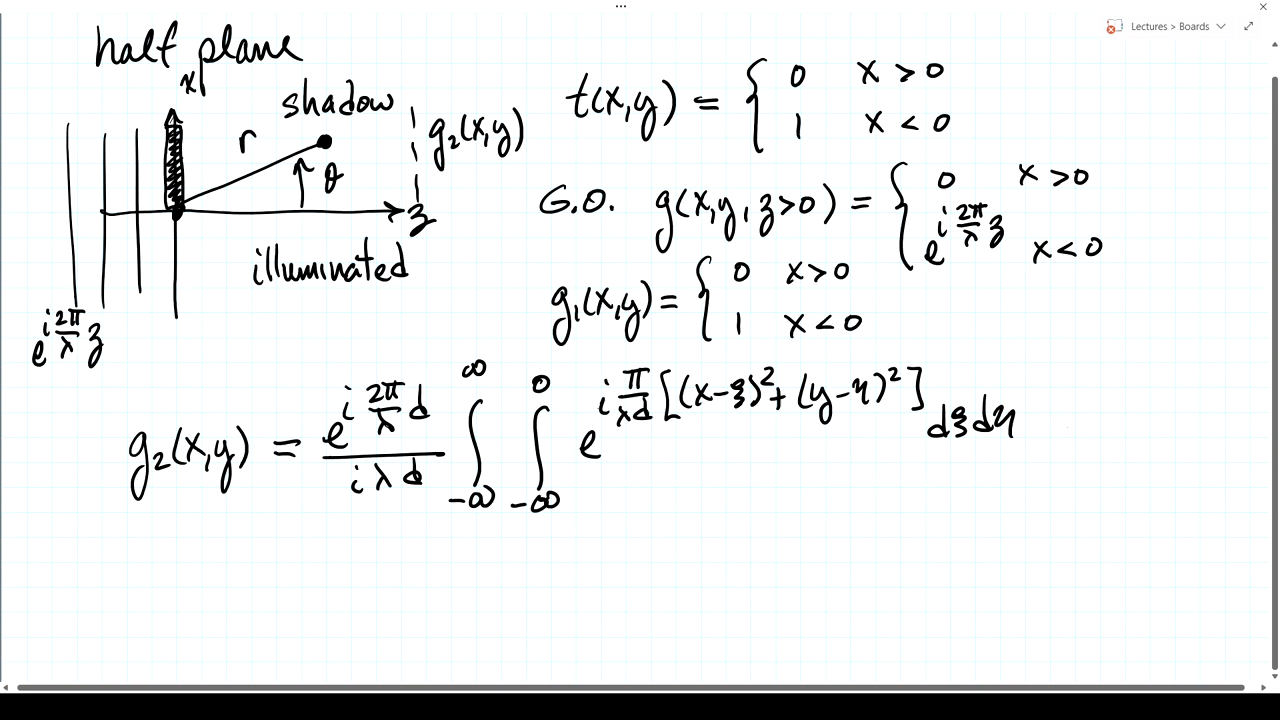 ...
Lectures > Boards
half plane
x
shadow
r
θ
g₂(x,y)
z
illuminated
e^{i 2π/λ z}
t(x,y) = { 0 x > 0
1 x < 0
G.O. g(x,y,z>0) = { 0 x > 0
e^{i 2π/λ z} x < 0
g₁(x,y) = { 0 x > 0
1 x < 0
g₂(x,y) = e^{i 2π/λ d} / iλd ∫_{-∞}^{∞} ∫_{-∞}^{0} e^{i π/λd [(x-ξ)² + (y-η)²]} dξdη